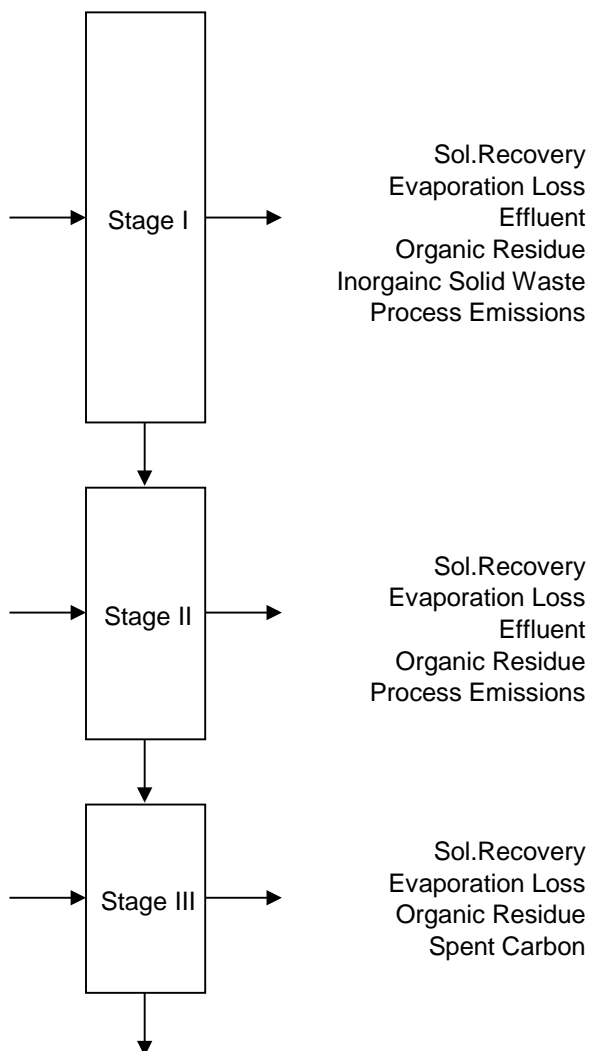 Stage I
Sol.Recovery
Evaporation Loss
Effluent
Organic Residue
Inorgainc Solid Waste
Process Emissions
Stage II
Sol.Recovery
Evaporation Loss
Effluent
Organic Residue
Process Emissions
Stage III
Sol.Recovery
Evaporation Loss
Organic Residue
Spent Carbon